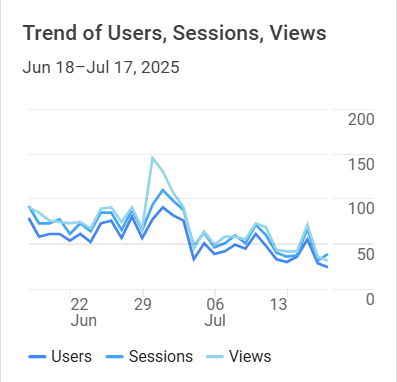 Trend of Users, Sessions, Views
Jun 18–Jul 17, 2025
200
150
100
50
0
22 29 06 13
Jun Jul
Users Sessions Views